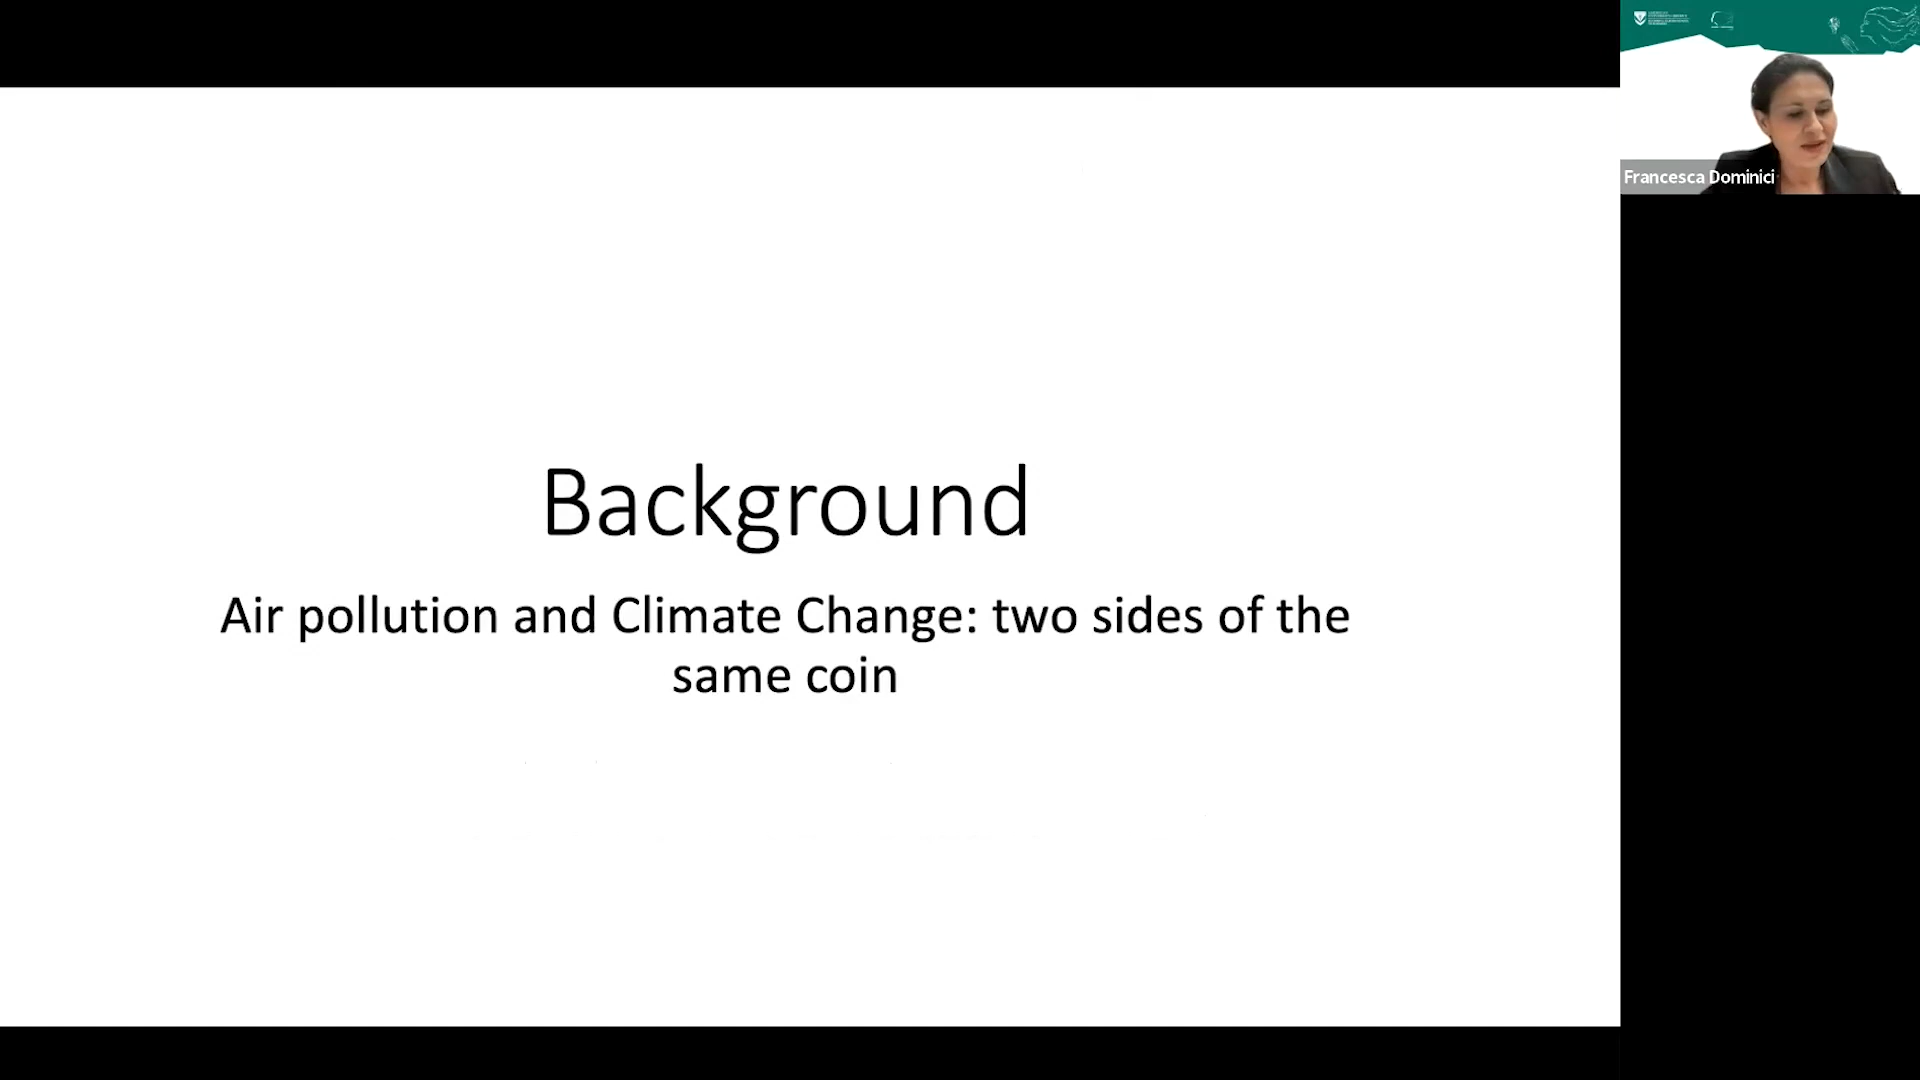 Background
Air pollution and Climate Change: two sides of the
same coin
Francesca Dominici